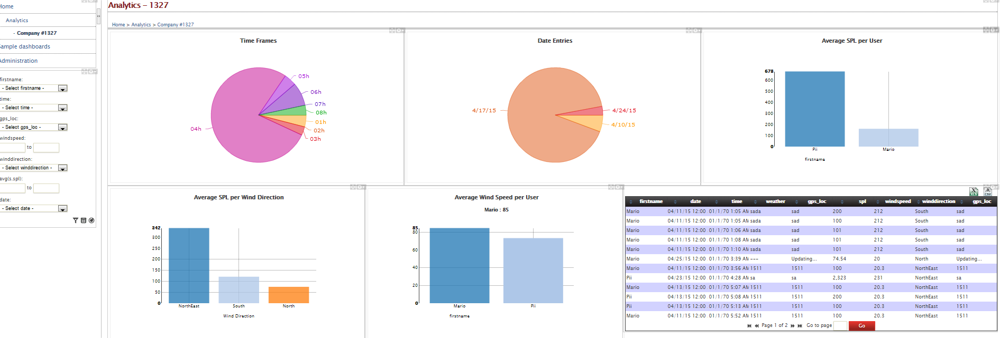 Home
Analytics
- Company #1327
Sample dashboards
Administration
firstname:
- Select firstname -
time:
- Select time -
gps_loc:
- Select gps_loc -
windspeed:
to
winddirection:
- Select winddirection -
avg(s.spl):
to
date:
- Select date -
Analytics – 1327
Home > Analytics > Company #1327
Time Frames
05h
06h
07h
08h
01h
02h
03h
04h
Date Entries
4/17/15
4/24/15
4/10/15
Average SPL per User
678
600
500
400
300
200
100
0
Pii Mario
firstname
Average SPL per Wind Direction
342
300
250
200
150
100
50
0
NorthEast South North
Wind Direction
Average Wind Speed per User
Mario : 85
85
80
60
40
20
0
Mario Pii
firstname
XLS CSV
firstname date time weather gps_loc spl windspeed winddirection gps_loc
Mario 04/11/15 12:00 01/1/70 1:05 AM sada sad 200 212 South sad
Mario 04/11/15 12:00 01/1/70 1:05 AM sada sad 100 212 South sad
Mario 04/11/15 12:00 01/1/70 1:06 AM sada sad 101 212 South sad
Mario 04/11/15 12:00 01/1/70 1:08 AM sada sad 101 212 South sad
Mario 04/11/15 12:00 01/1/70 1:10 AM sada sad 101 212 South sad
Mario 04/25/15 12:00 01/1/70 3:39 AM --- Updating... 74.54 20 North Updating...
Mario 04/11/15 12:00 01/1/70 3:56 AM 1511 1511 100 20.3 NorthEast 1511
Pii 04/23/15 12:00 01/1/70 4:28 AM sa sa 2,323 231 NorthEast sa
Mario 04/13/15 12:00 01/1/70 5:07 AM 1511 1511 100 20.3 NorthEast 1511
Pii 04/13/15 12:00 01/1/70 5:08 AM 1511 1511 200 20.3 NorthEast 1511
Pii 04/13/15 12:00 01/1/70 5:13 AM 1511 1511 100 20.3 NorthEast 1511
Mario 04/13/15 12:00 01/1/70 5:52 AM 1511 1511 100 20.3 NorthEast 1511
Page 1 of 2 Go to page Go